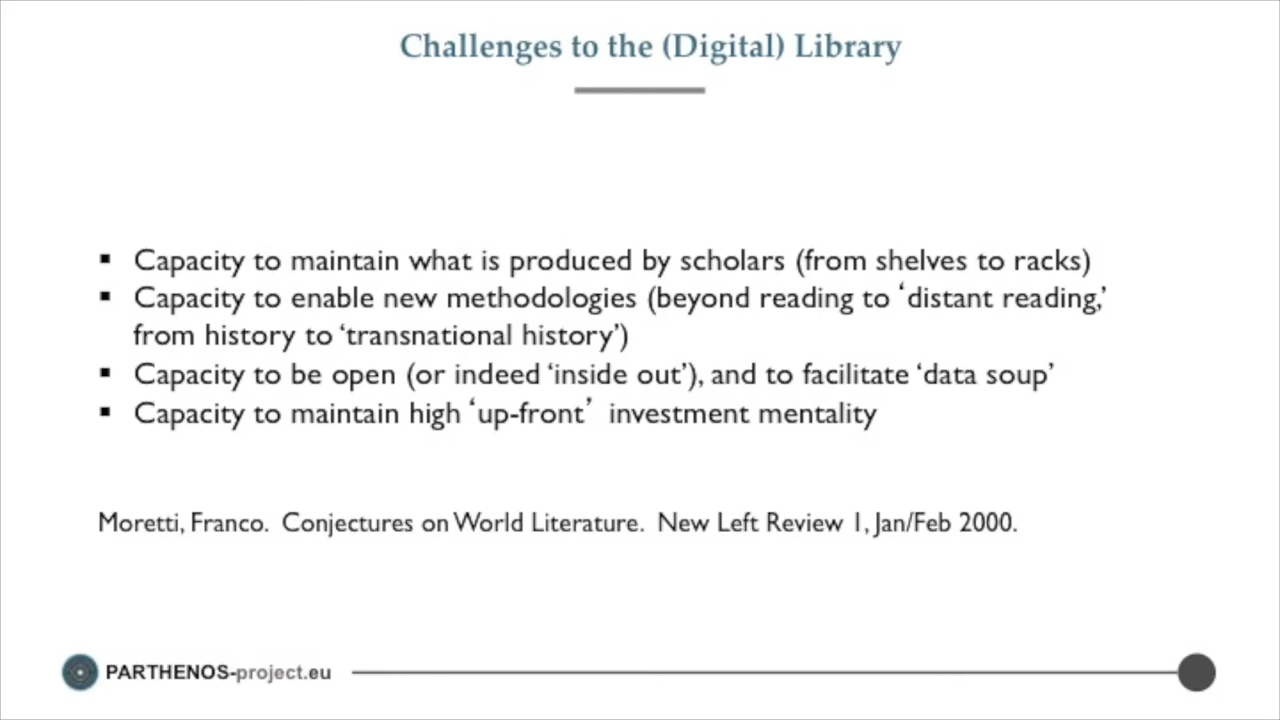 Challenges to the (Digital) Library
▪ Capacity to maintain what is produced by scholars (from shelves to racks)
▪ Capacity to enable new methodologies (beyond reading to ‘distant reading,’
from history to ‘transnational history’)
▪ Capacity to be open (or indeed ‘inside out’), and to facilitate ‘data soup’
▪ Capacity to maintain high ‘up-front’ investment mentality
Moretti, Franco. Conjectures on World Literature. New Left Review 1, Jan/Feb 2000.
PARTHENOS-project.eu